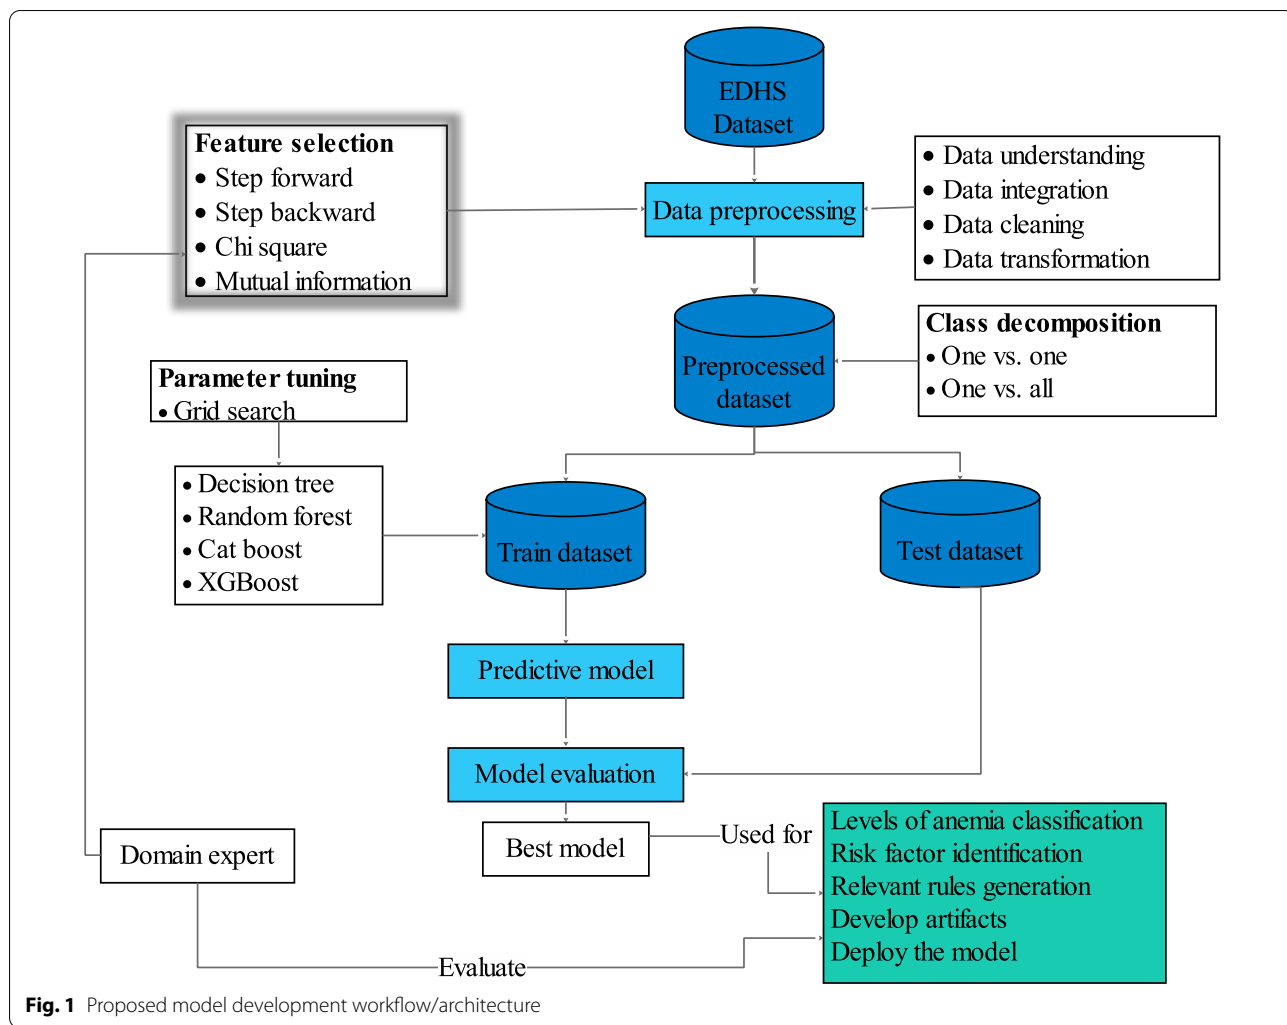 EDHS
Dataset
Feature selection
• Step forward
• Step backward
• Chi square
• Mutual information
Data preprocessing
• Data understanding
• Data integration
• Data cleaning
• Data transformation
Preprocessed
dataset
Class decomposition
• One vs. one
• One vs. all
Parameter tuning
• Grid search
• Decision tree
• Random forest
• Cat boost
• XGBoost
Train dataset
Test dataset
Predictive model
Model evaluation
Best model
Used for
Levels of anemia classification
Risk factor identification
Relevant rules generation
Develop artifacts
Deploy the model
Domain expert
Evaluate
Fig. 1 Proposed model development workflow/architecture